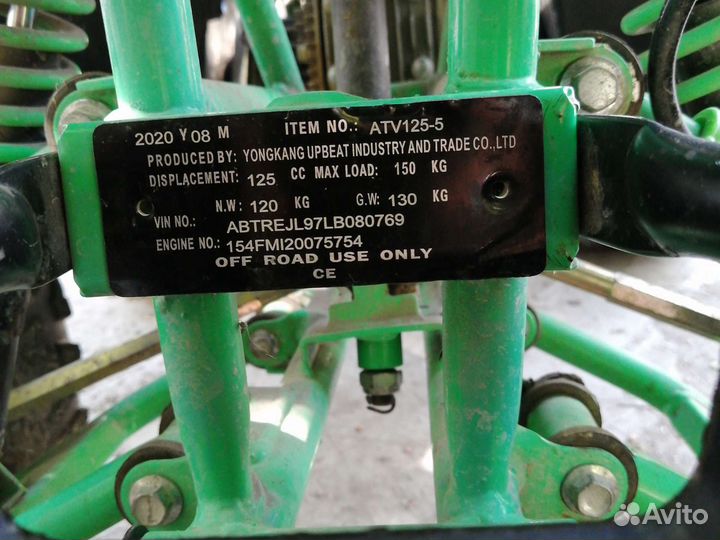 2020 Y 08 M ITEM NO.: ATV125-5
PRODUCED BY: YONGKANG UPBEAT INDUSTRY AND TRADE CO.,LTD
DISPLACEMENT: 125 CC MAX LOAD: 150 KG
N.W: 120 KG G.W: 130 KG
VIN NO.: ABTREJL97LB080769
ENGINE NO.: 154FMI20075754
OFF ROAD USE ONLY
CE
Avito